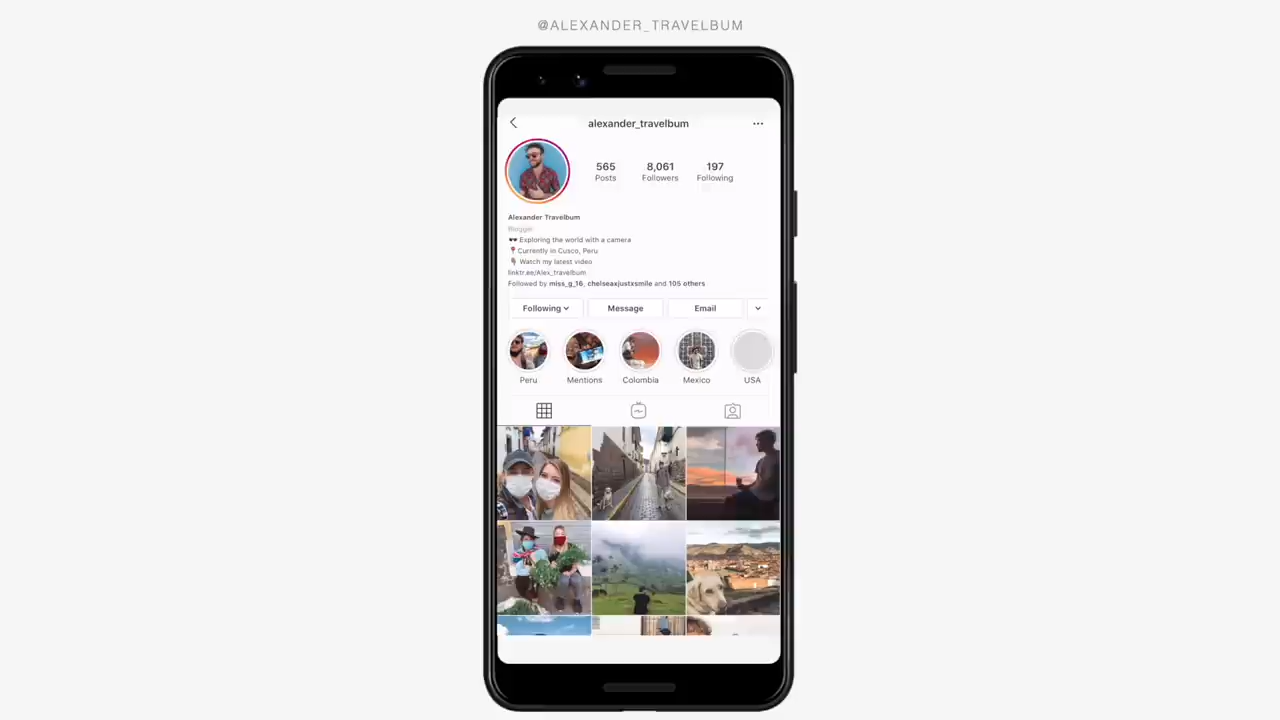 @ALEXANDER_TRAVELBUM
alexander_travelbum
565 8,061 197
Posts Followers Following
Alexander Travelbum
Blogger
🕶 Exploring the world with a camera
📍Currently in Cusco, Peru
👇🏽 Watch my latest video
linktr.ee/Alex_travelbum
Followed by miss_g_16, chelseaxjustxsmile and 105 others
Following Message Email
Peru Mentions Colombia Mexico USA